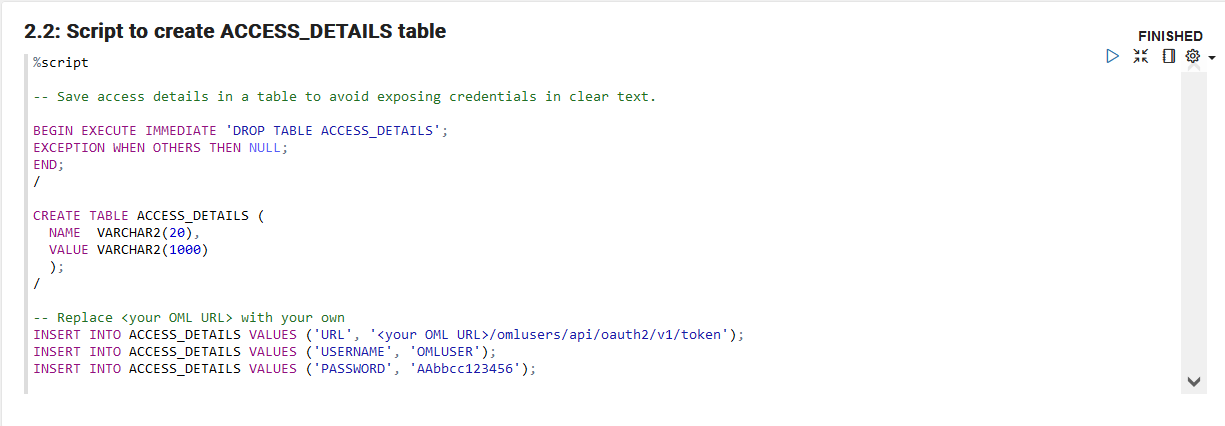 2.2: Script to create ACCESS_DETAILS table
FINISHED
%script
-- Save access details in a table to avoid exposing credentials in clear text.
BEGIN EXECUTE IMMEDIATE 'DROP TABLE ACCESS_DETAILS';
EXCEPTION WHEN OTHERS THEN NULL;
END;
/
CREATE TABLE ACCESS_DETAILS (
NAME  VARCHAR2(20),
VALUE VARCHAR2(1000)
);
/
-- Replace <your OML URL> with your own
INSERT INTO ACCESS_DETAILS VALUES ('URL', '<your OML URL>/omlusers/api/oauth2/v1/token');
INSERT INTO ACCESS_DETAILS VALUES ('USERNAME', 'OMLUSER');
INSERT INTO ACCESS_DETAILS VALUES ('PASSWORD', 'AAbbcc123456');